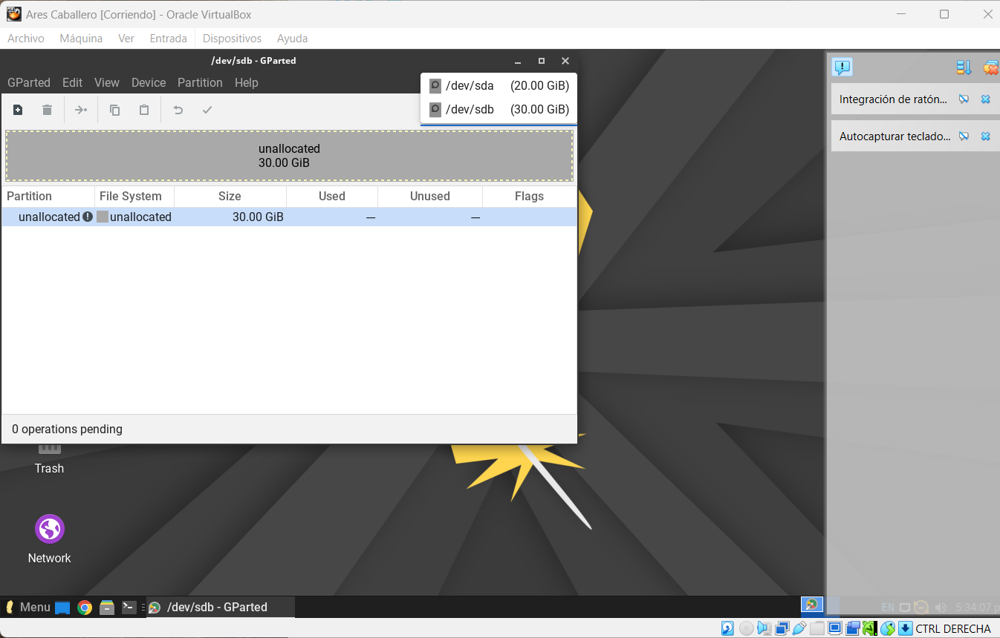 Ares Caballero [Corriendo] - Oracle VirtualBox
Archivo Máquina Ver Entrada Dispositivos Ayuda
/dev/sdb - GParted
GParted Edit View Device Partition Help
/dev/sda (20.00 GiB)
/dev/sdb (30.00 GiB)
unallocated
30.00 GiB
Partition File System Size Used Unused Flags
unallocated unallocated 30.00 GiB --- ---
0 operations pending
Integración de ratón...
Autocapturar teclado...
Trash
Network
Menu /dev/sdb - GParted EN 5:34:07 p
CTRL DERECHA